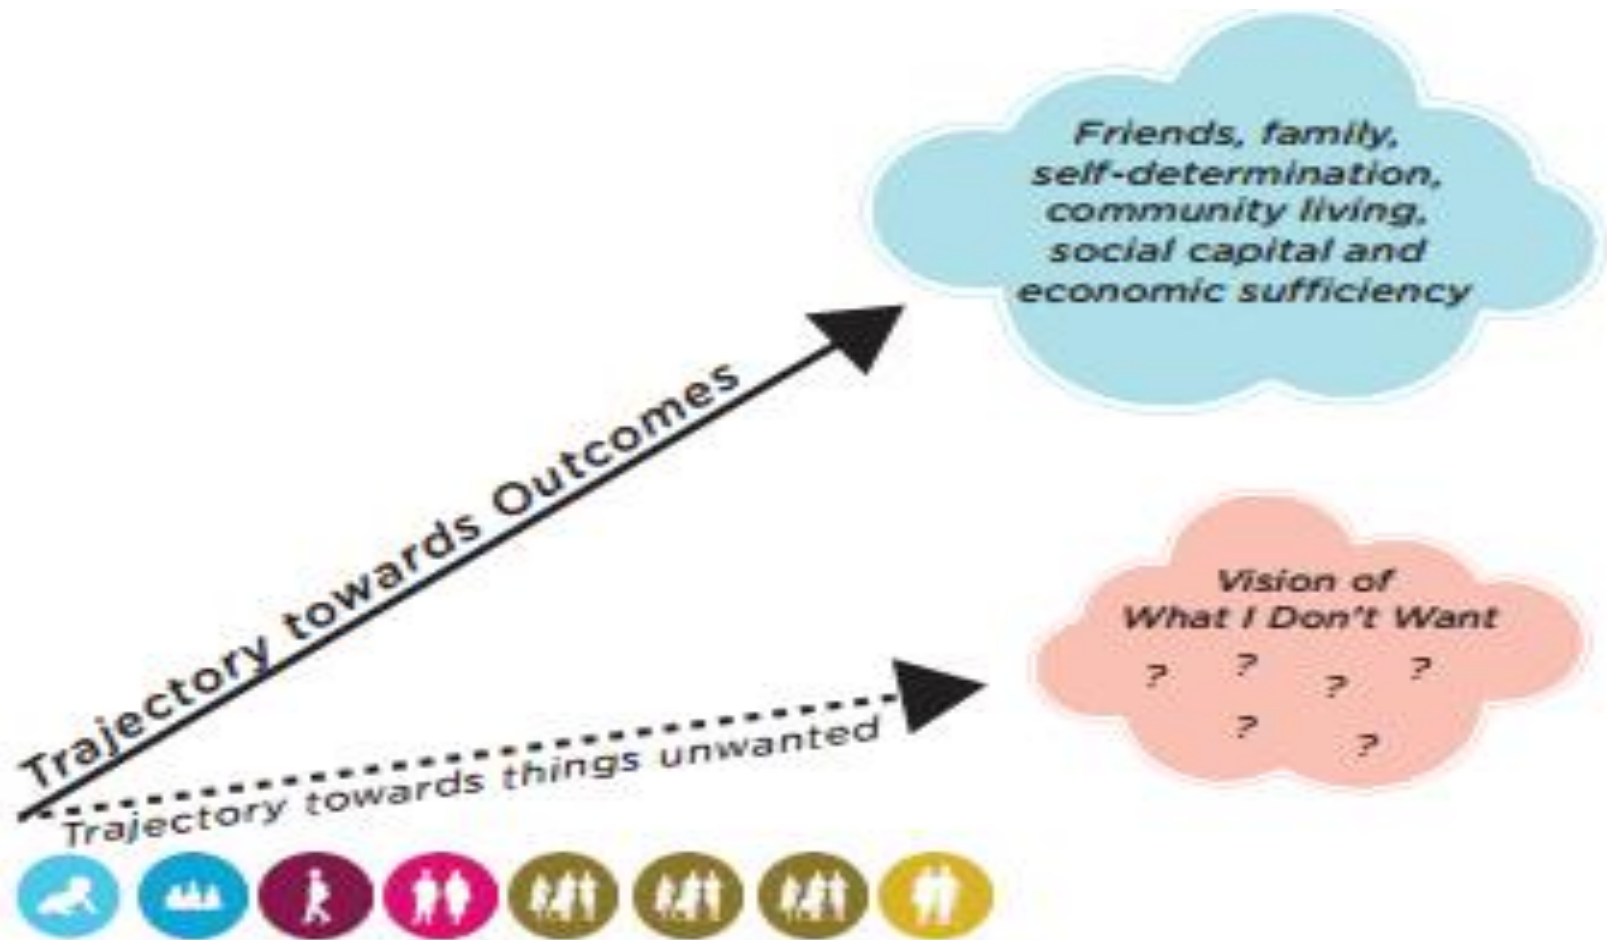 Friends, family,
self-determination,
community living,
social capital and
economic sufficiency
Trajectory towards Outcomes
Vision of
What I Don't Want
? ? ? ?
? ?
Trajectory towards things unwanted